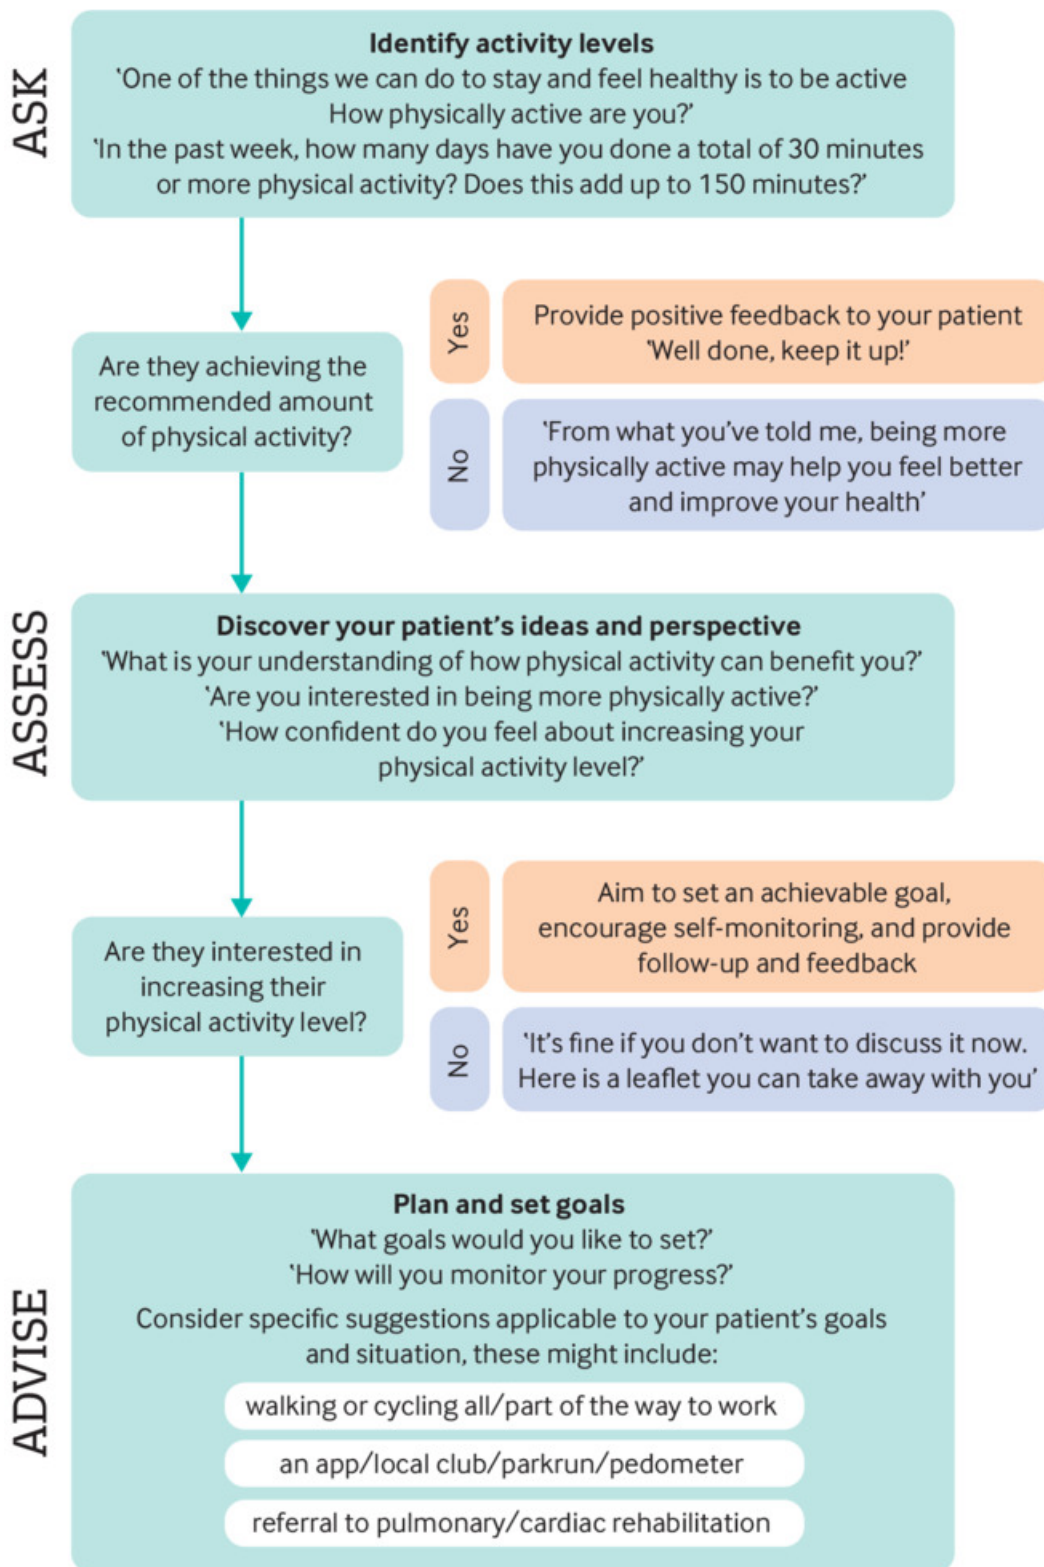 ASK
Identify activity levels
‘One of the things we can do to stay and feel healthy is to be active
How physically active are you?’
‘In the past week, how many days have you done a total of 30 minutes
or more physical activity? Does this add up to 150 minutes?’
Are they achieving the
recommended amount
of physical activity?
Yes
Provide positive feedback to your patient
‘Well done, keep it up!’
No
‘From what you’ve told me, being more
physically active may help you feel better
and improve your health’
ASSESS
Discover your patient’s ideas and perspective
‘What is your understanding of how physical activity can benefit you?’
‘Are you interested in being more physically active?’
‘How confident do you feel about increasing your
physical activity level?’
Are they interested in
increasing their
physical activity level?
Yes
Aim to set an achievable goal,
encourage self-monitoring, and provide
follow-up and feedback
No
‘It’s fine if you don’t want to discuss it now.
Here is a leaflet you can take away with you’
ADVISE
Plan and set goals
‘What goals would you like to set?’
‘How will you monitor your progress?’
Consider specific suggestions applicable to your patient’s goals
and situation, these might include:
walking or cycling all/part of the way to work
an app/local club/parkrun/pedometer
referral to pulmonary/cardiac rehabilitation